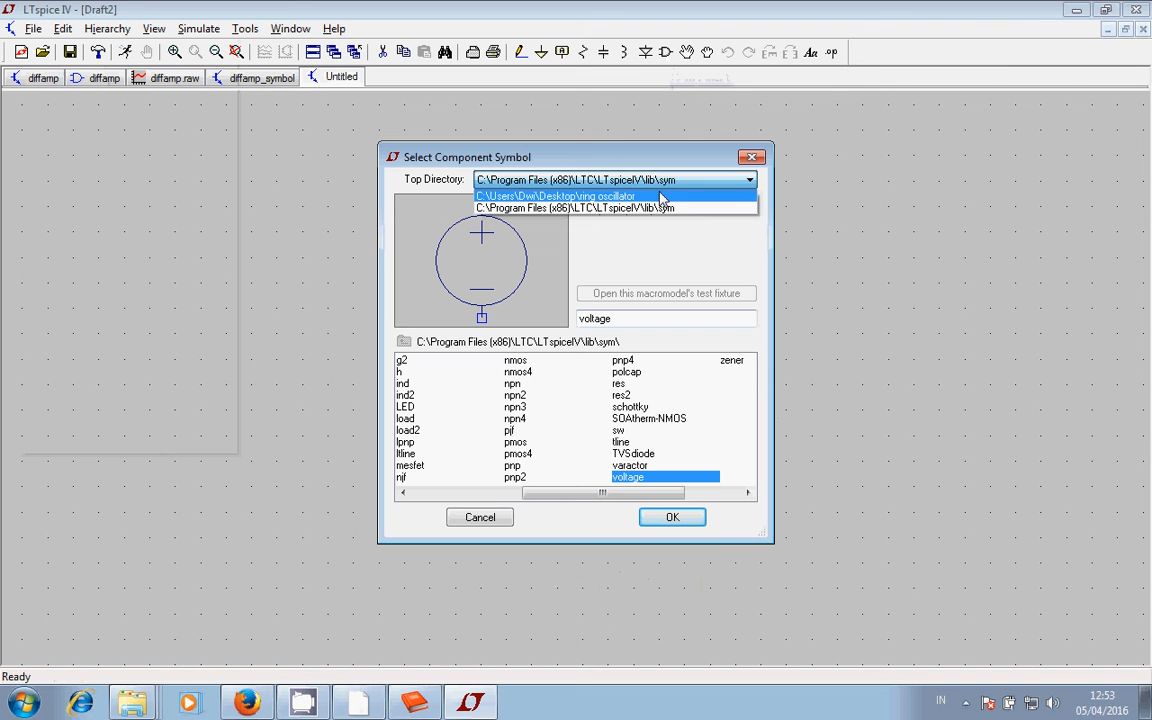 LTspice IV - [Draft2]
File Edit Hierarchy View Simulate Tools Window Help
Aa .op
diffamp diffamp diffamp.raw diffamp_symbol Untitled
Select Component Symbol
Top Directory: C:\Program Files (x86)\LTC\LTspiceIV\lib\sym
C:\Users\Dwi\Desktop\ring oscillator
C:\Program Files (x86)\LTC\LTspiceIV\lib\sym
Open this macromodel's test fixture
voltage
C:\Program Files (x86)\LTC\LTspiceIV\lib\sym\
g2 nmos pnp4 zener
h nmos4 polcap
ind npn res
ind2 npn2 res2
LED npn3 schottky
load npn4 SOAtherm-NMOS
load2 pjf sw
lpnp pmos tline
ltline pmos4 TVSdiode
mesfet pnp varactor
njf pnp2 voltage
Cancel OK
Ready
IN 12:53
05/04/2016